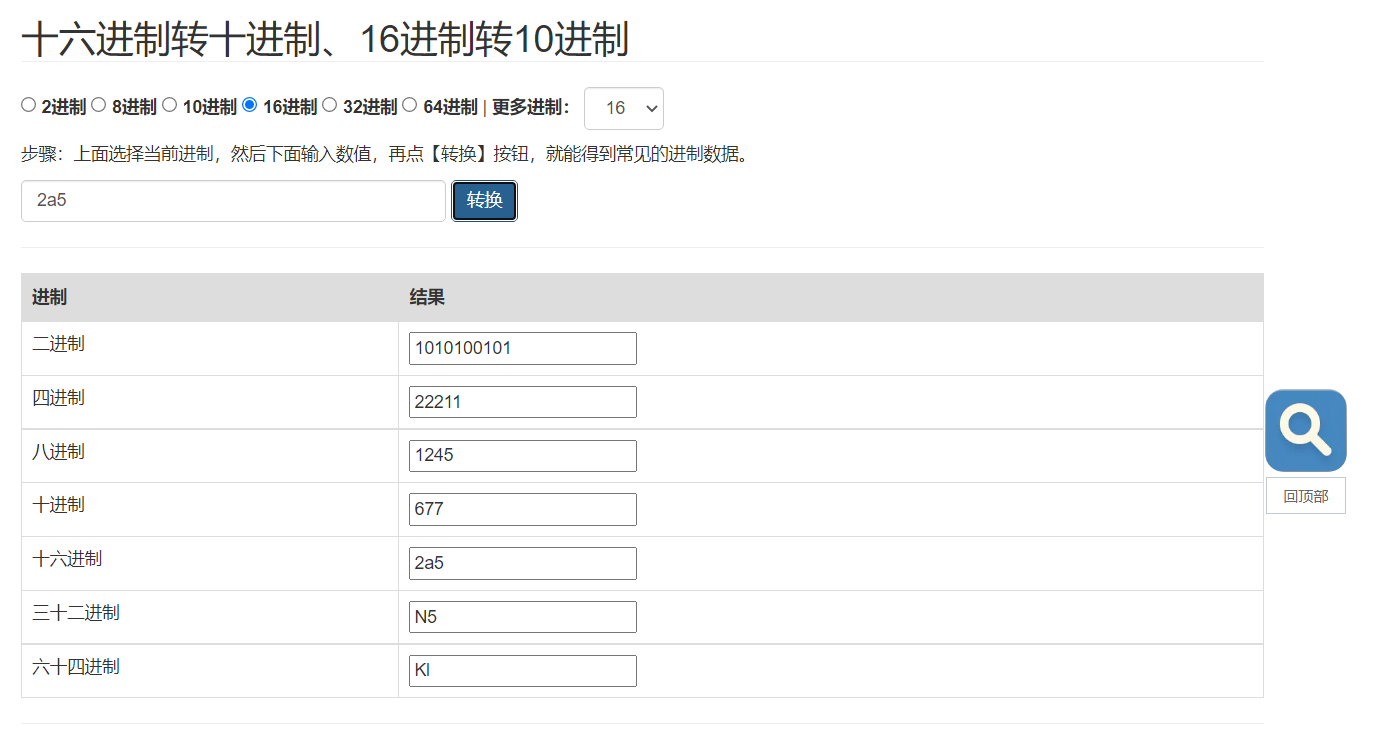 十六进制转十进制、16进制转10进制
2进制 8进制 10进制 16进制 32进制 64进制 | 更多进制： 16
步骤：上面选择当前进制，然后下面输入数值，再点【转换】按钮，就能得到常见的进制数据。
2a5 转换
进制 结果
二进制 1010100101
四进制 22211
八进制 1245
十进制 677
十六进制 2a5
三十二进制 N5
六十四进制 Kl
回顶部